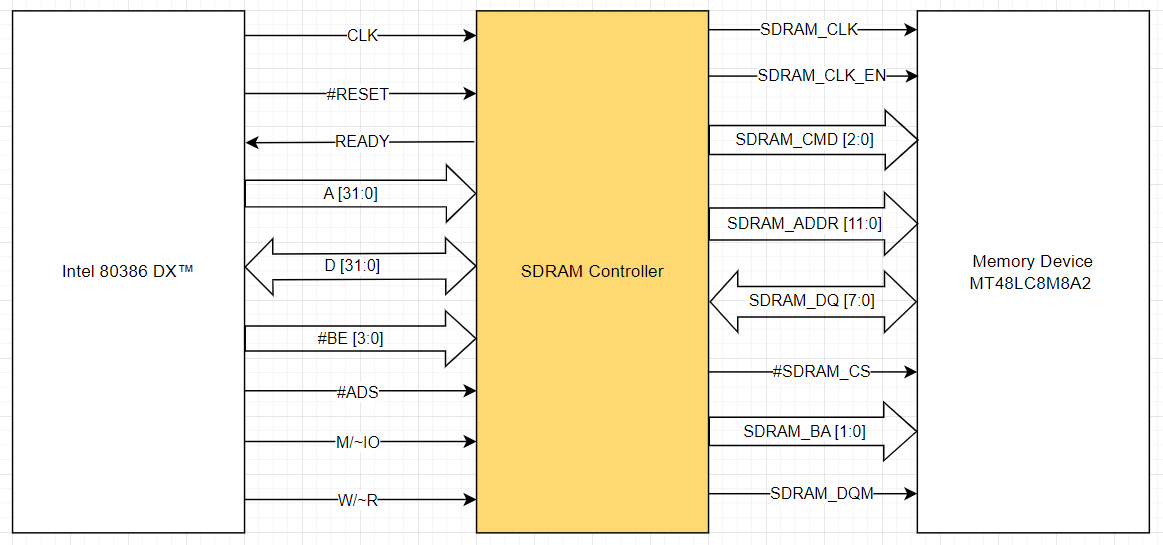 Intel 80386 DX™
CLK
#RESET
READY
A [31:0]
D [31:0]
#BE [3:0]
#ADS
M/~IO
W/~R
SDRAM Controller
SDRAM_CLK
SDRAM_CLK_EN
SDRAM_CMD [2:0]
SDRAM_ADDR [11:0]
SDRAM_DQ [7:0]
#SDRAM_CS
SDRAM_BA [1:0]
SDRAM_DQM
Memory Device
MT48LC8M8A2